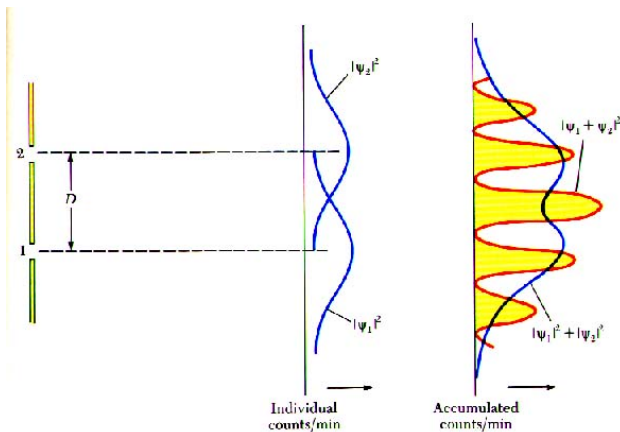 |ψ₂|²
|ψ₁ + ψ₂|²
2
D
1
|ψ₁|²
|ψ₁|² + |ψ₂|²
Individual
counts/min
Accumulated
counts/min